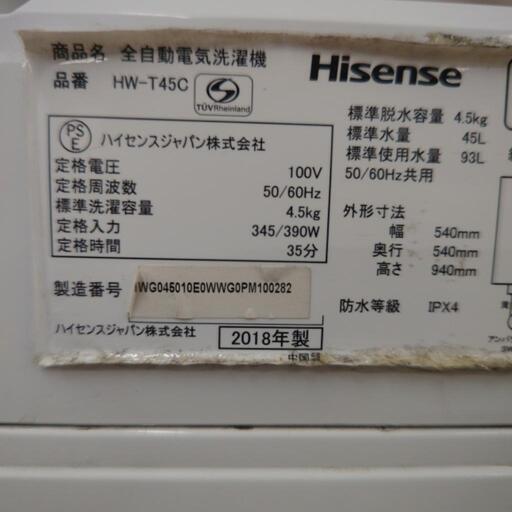 商品名 全自動電気洗濯機
品番 HW-T45C
TÜVRheinland
Hisense
PS
E
ハイセンスジャパン株式会社
定格電圧 100V
定格周波数 50/60Hz
標準洗濯容量 4.5kg
定格入力 345/390W
定格時間 35分
製造番号 1WG045010E0WWG0PM100282
ハイセンスジャパン株式会社 2018年製
中国製
標準脱水容量 4.5kg
標準水量 45L
標準使用水量 93L
50/60Hz共用
外形寸法
幅 540mm
奥行 540mm
高さ 940mm
防水等級 IPX4